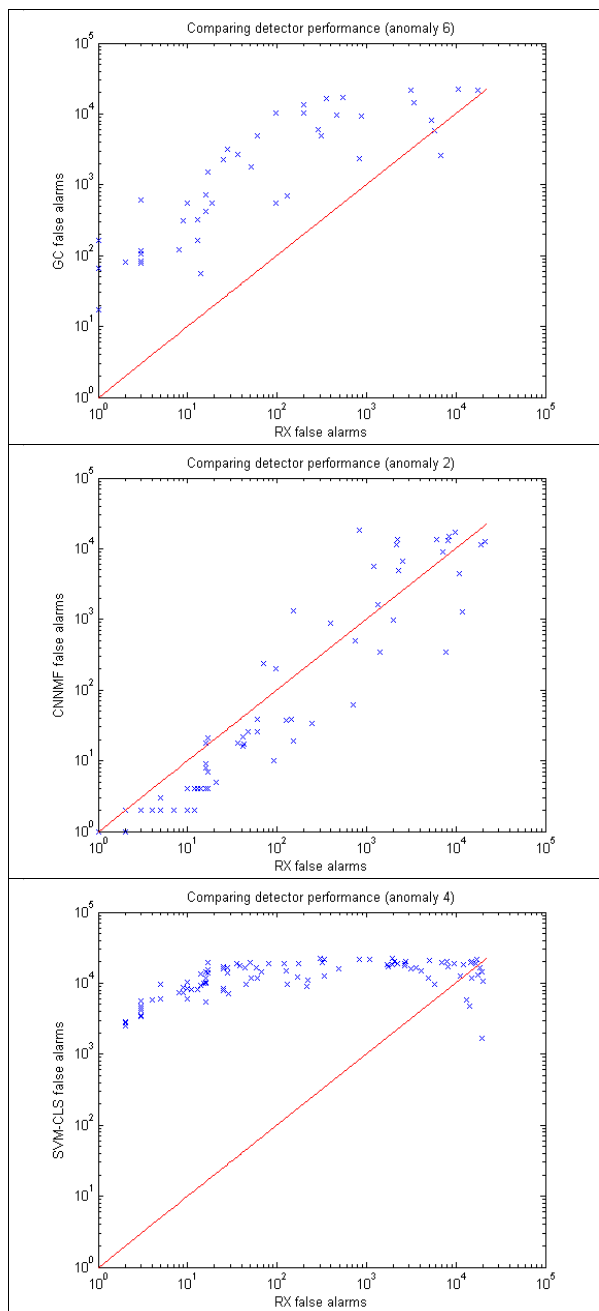 Comparing detector performance (anomaly 6)
10^5
10^4
10^3
10^2
10^1
10^0
GC false alarms
10^0 10^1 10^2 10^3 10^4 10^5
RX false alarms
Comparing detector performance (anomaly 2)
10^5
10^4
10^3
10^2
10^1
10^0
CNNMF false alarms
10^0 10^1 10^2 10^3 10^4 10^5
RX false alarms
Comparing detector performance (anomaly 4)
10^5
10^4
10^3
10^2
10^1
10^0
SVM-CLS false alarms
10^0 10^1 10^2 10^3 10^4 10^5
RX false alarms